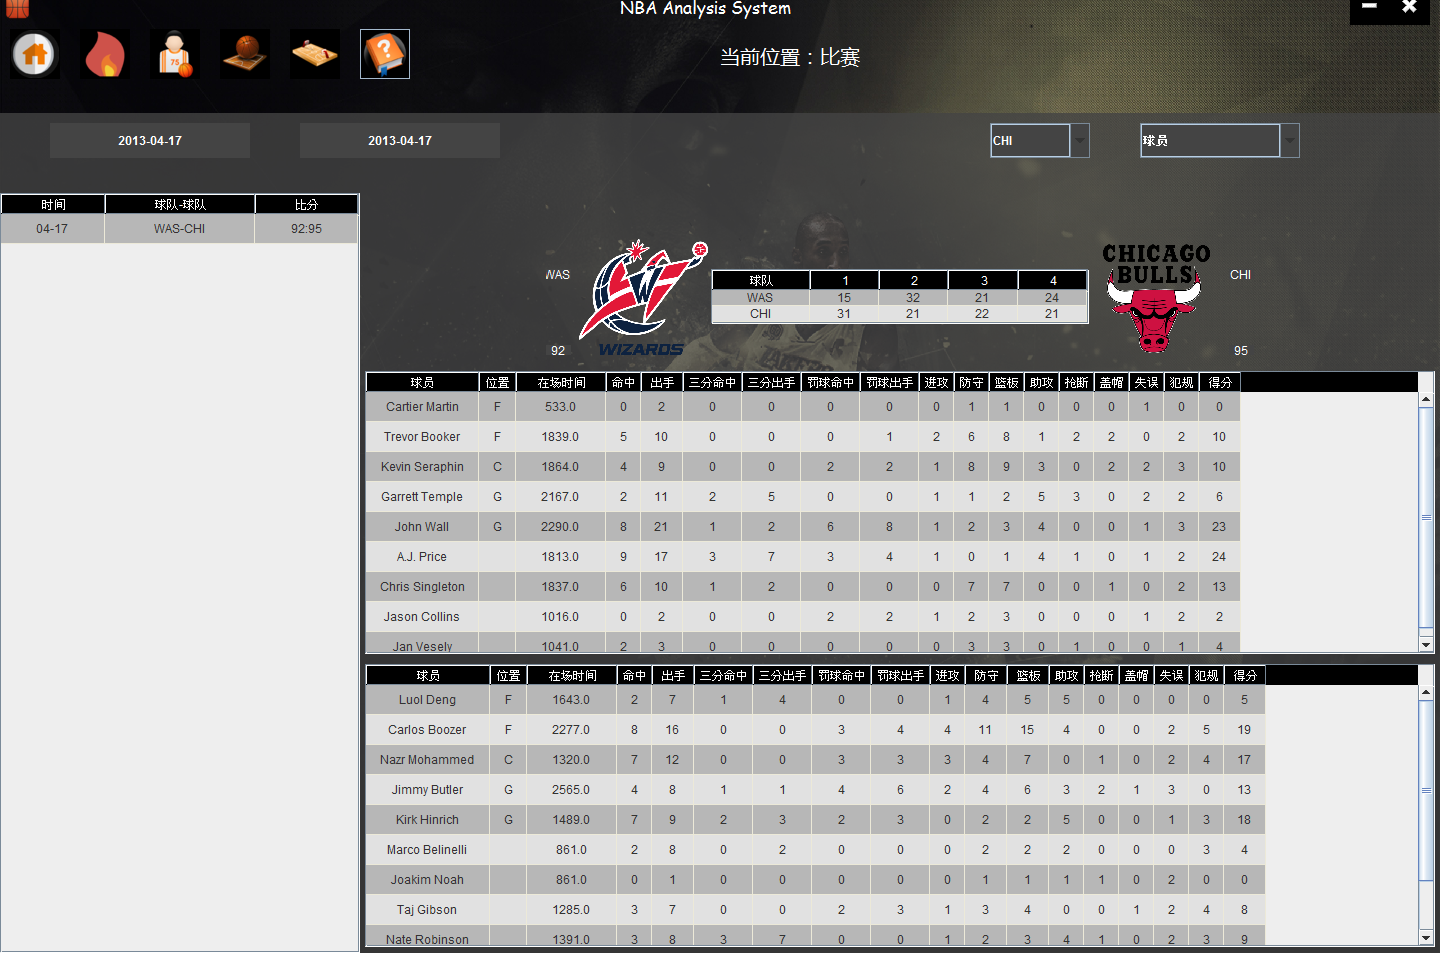 NBA Analysis System
当前位置：比赛
2013-04-17 2013-04-17 CHI 球员
时间 球队-球队 比分
04-17 WAS-CHI 92:95
WAS CHI
92 95
WIZARDS
CHICAGO
BULLS
球队 1 2 3 4
WAS 15 32 21 24
CHI 31 21 22 21
球员 位置 在场时间 命中 出手 三分命中 三分出手 罚球命中 罚球出手 进攻 防守 篮板 助攻 抢断 盖帽 失误 犯规 得分
Cartier Martin F 533.0 0 2 0 0 0 0 0 1 1 0 0 0 1 0 0
Trevor Booker F 1839.0 5 10 0 0 0 1 2 6 8 1 2 2 0 2 10
Kevin Seraphin C 1864.0 4 9 0 0 2 2 1 8 9 3 0 2 2 3 10
Garrett Temple G 2167.0 2 11 2 5 0 0 1 1 2 5 3 0 2 2 6
John Wall G 2290.0 8 21 1 2 6 8 1 2 3 4 0 0 1 3 23
A.J. Price 1813.0 9 17 3 7 3 4 1 0 1 4 1 0 1 2 24
Chris Singleton 1837.0 6 10 1 2 0 0 0 7 7 0 0 1 0 2 13
Jason Collins 1016.0 0 2 0 0 2 2 1 2 3 0 0 0 1 2 2
Jan Vesely 1041.0 2 3 0 0 0 0 0 3 3 0 1 0 0 1 4
球员 位置 在场时间 命中 出手 三分命中 三分出手 罚球命中 罚球出手 进攻 防守 篮板 助攻 抢断 盖帽 失误 犯规 得分
Luol Deng F 1643.0 2 7 1 4 0 0 1 4 5 5 0 0 0 0 5
Carlos Boozer F 2277.0 8 16 0 0 3 4 4 11 15 4 0 0 2 5 19
Nazr Mohammed C 1320.0 7 12 0 0 3 3 3 4 7 0 1 0 2 4 17
Jimmy Butler G 2565.0 4 8 1 1 4 6 2 4 6 3 2 1 3 0 13
Kirk Hinrich G 1489.0 7 9 2 3 2 3 0 2 2 5 0 0 1 3 18
Marco Belinelli 861.0 2 8 0 2 0 0 0 2 2 2 0 0 0 3 4
Joakim Noah 861.0 0 1 0 0 0 0 0 1 1 1 1 0 2 0 0
Taj Gibson 1285.0 3 7 0 0 2 3 1 3 4 0 0 1 2 4 8
Nate Robinson 1391.0 3 8 3 7 0 0 1 2 3 4 1 0 2 3 9